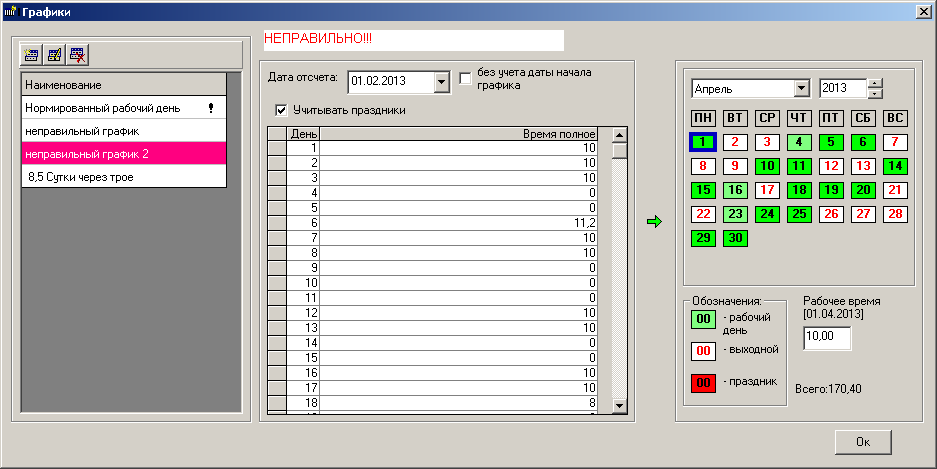 Графики
НЕПРАВИЛЬНО!!!
Наименование
Нормированный рабочий день !
неправильный график
неправильный график 2
8,5 Сутки через трое
Дата отсчета: 01.02.2013 без учета даты начала
графика
Учитывать праздники
День Время полное
1 10
2 10
3 10
4 0
5 0
6 11,2
7 10
8 10
9 0
10 0
11 0
12 10
13 10
14 0
15 0
16 10
17 10
18 8
Апрель 2013
ПН ВТ СР ЧТ ПТ СБ ВС
1 2 3 4 5 6 7
8 9 10 11 12 13 14
15 16 17 18 19 20 21
22 23 24 25 26 27 28
29 30
Обозначения:
00 - рабочий
день
00 - выходной
00 - праздник
Рабочее время
[01.04.2013]
10,00
Всего:170,40
Ок